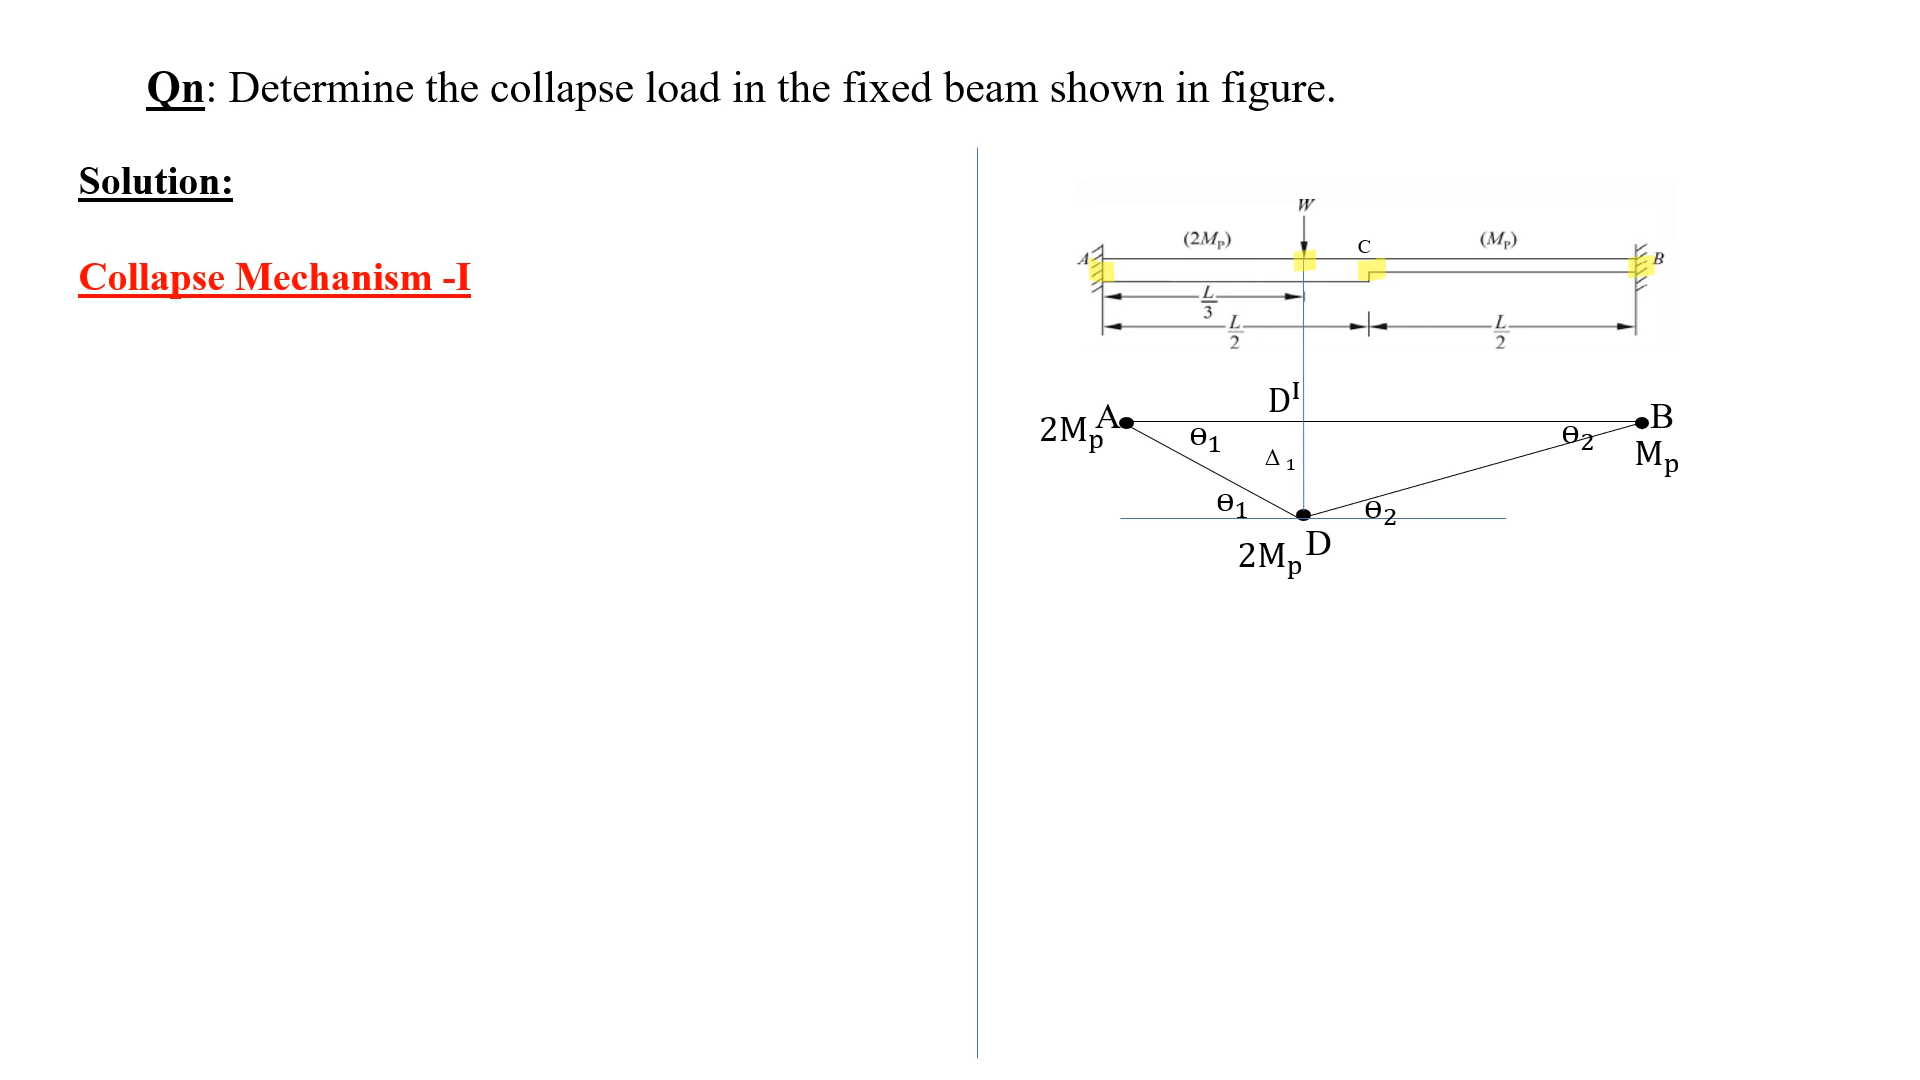 Qn: Determine the collapse load in the fixed beam shown in figure.
Solution:
Collapse Mechanism -I
W
(2Mₚ)
C
(Mₚ)
A
B
L
3
L
2
L
2
Dᴵ
A
B
2Mₚ
ϴ₁
ϴ₂
Δ ₁
Mₚ
ϴ₁
ϴ₂
2Mₚ
D